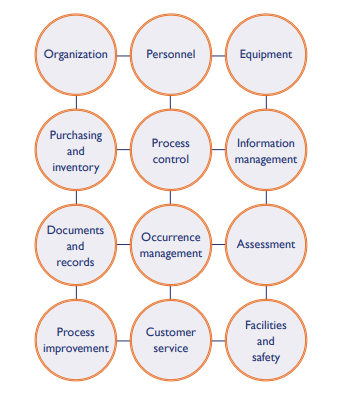 Organization
Personnel
Equipment
Purchasing
and
inventory
Process
control
Information
management
Documents
and
records
Occurrence
management
Assessment
Process
improvement
Customer
service
Facilities
and
safety